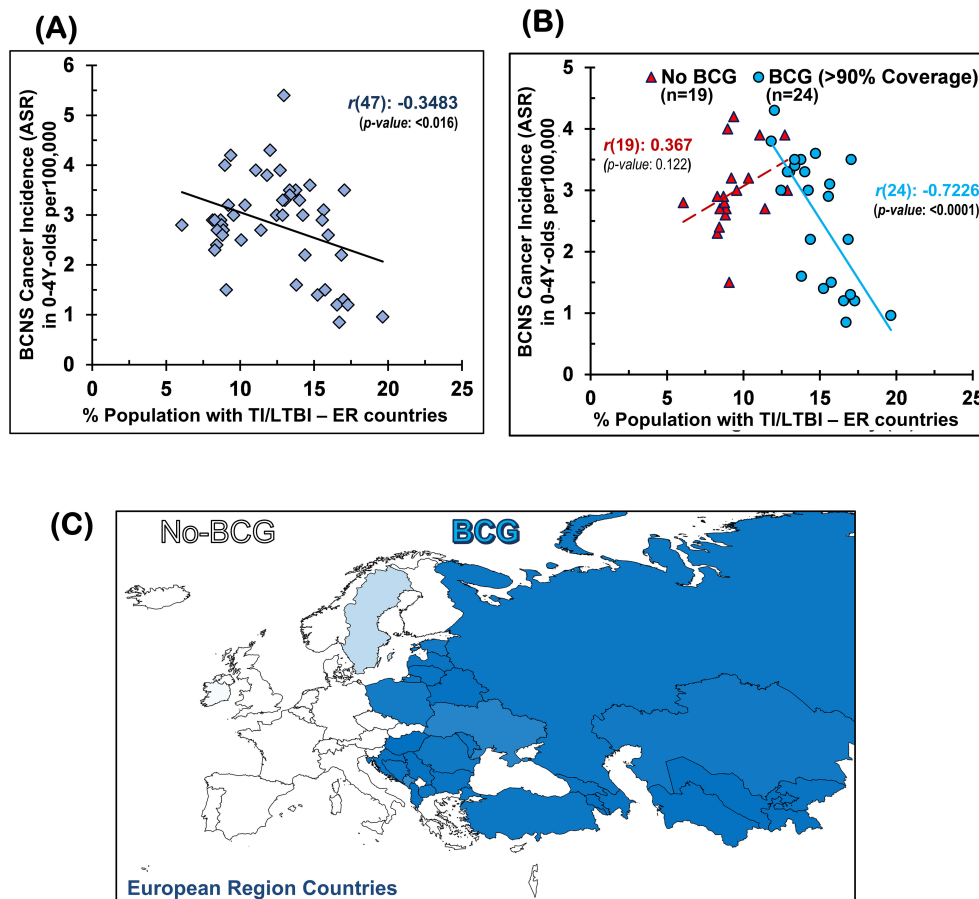 (A)
6
5
4
3
2
1
0
0
5
10
15
20
25
BCNS Cancer Incidence (ASR)
in 0-4Y-olds per100,000
r(47): -0.3483
(p-value: <0.016)
% Population with TI/LTBI – ER countries
(B)
5
4
3
2
1
0
0
5
10
15
20
25
BCNS Cancer Incidence (ASR)
in 0-4Y-olds per100,000
No BCG
(n=19)
BCG (>90% Coverage)
(n=24)
r(19): 0.367
(p-value: 0.122)
r(24): -0.7226
(p-value: <0.0001)
% Population with TI/LTBI – ER countries
(C)
No-BCG
BCG
European Region Countries